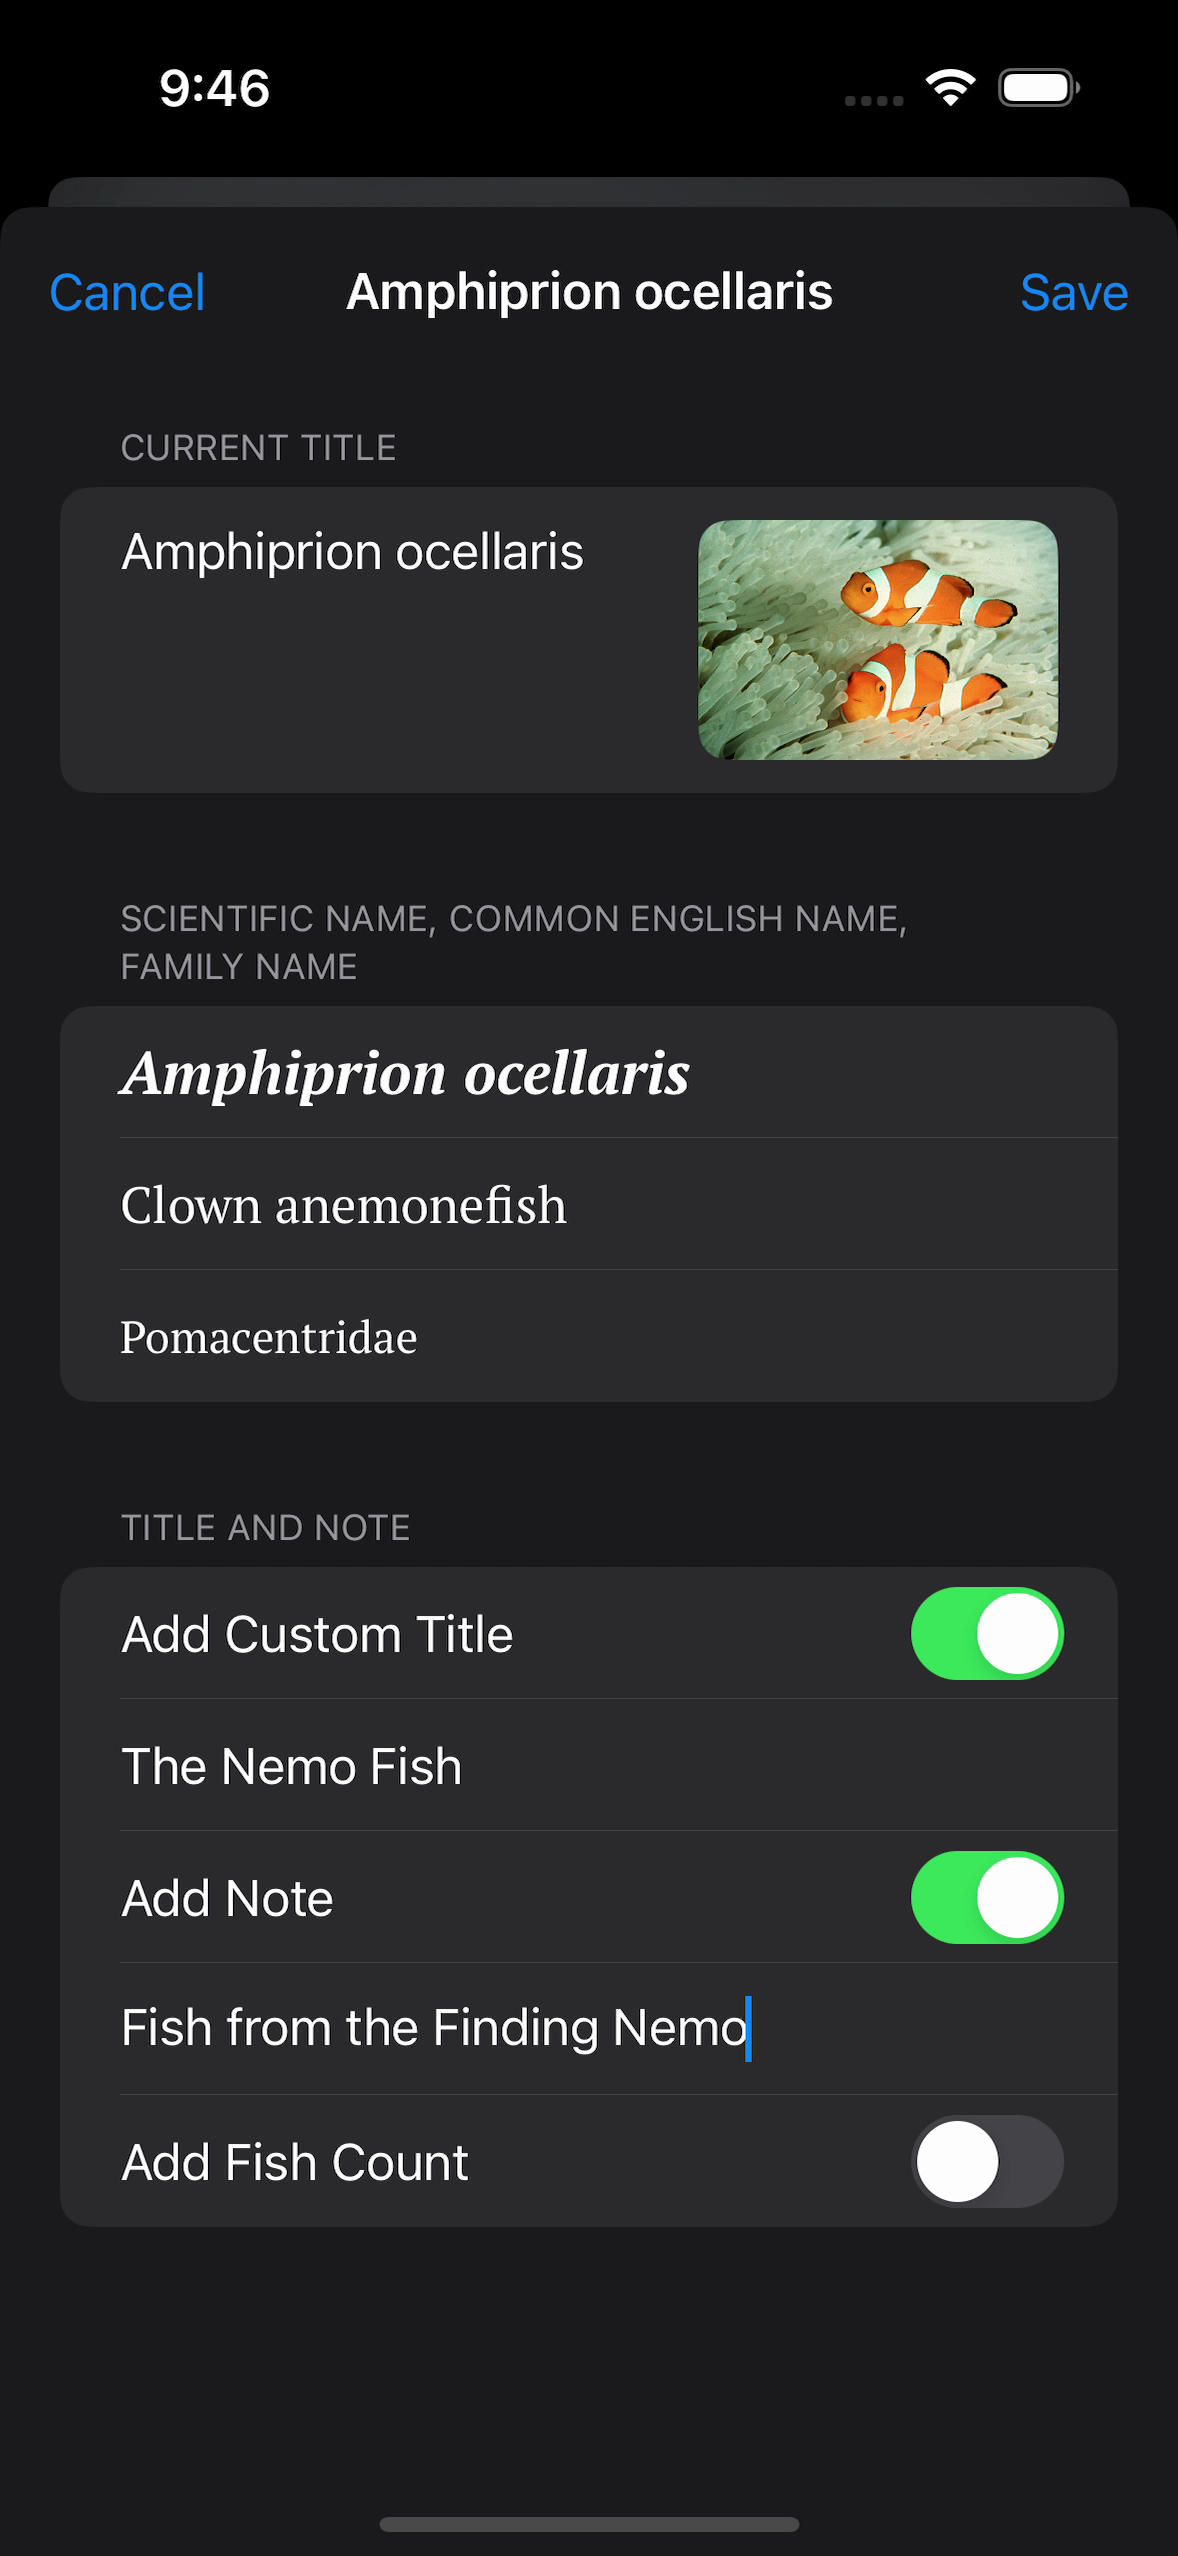 9:46
Cancel Amphiprion ocellaris Save
CURRENT TITLE
Amphiprion ocellaris
SCIENTIFIC NAME, COMMON ENGLISH NAME,
FAMILY NAME
Amphiprion ocellaris
Clown anemonefish
Pomacentridae
TITLE AND NOTE
Add Custom Title
The Nemo Fish
Add Note
Fish from the Finding Nemo
Add Fish Count